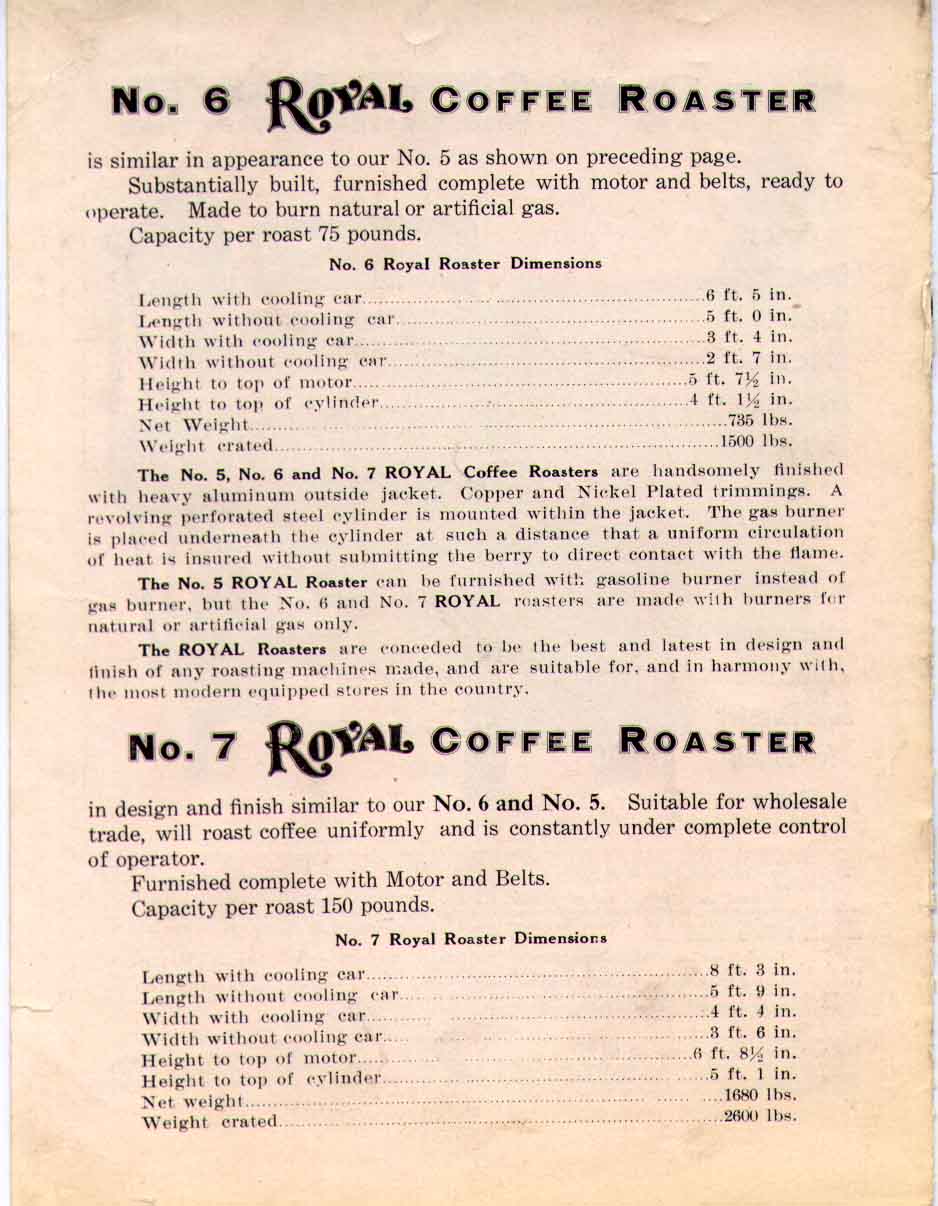 No. 6 ROYAL COFFEE ROASTER
is similar in appearance to our No. 5 as shown on preceding page.
Substantially built, furnished complete with motor and belts, ready to
operate. Made to burn natural or artificial gas.
Capacity per roast 75 pounds.
No. 6 Royal Roaster Dimensions
Length with cooling car........6 ft. 5 in.
Length without cooling car........5 ft. 0 in.
Width with cooling car........3 ft. 4 in.
Width without cooling car........2 ft. 7 in.
Height to top of motor........5 ft. 7½ in.
Height to top of cylinder........4 ft. 1½ in.
Net Weight........735 lbs.
Weight crated........1500 lbs.
The No. 5, No. 6 and No. 7 ROYAL Coffee Roasters are handsomely finished
with heavy aluminum outside jacket. Copper and Nickel Plated trimmings. A
revolving perforated steel cylinder is mounted within the jacket. The gas burner
is placed underneath the cylinder at such a distance that a uniform circulation
of heat is insured without submitting the berry to direct contact with the flame.
The No. 5 ROYAL Roaster can be furnished with gasoline burner instead of
gas burner, but the No. 6 and No. 7 ROYAL roasters are made with burners for
natural or artificial gas only.
The ROYAL Roasters are conceded to be the best and latest in design and
finish of any roasting machines made, and are suitable for, and in harmony with,
the most modern equipped stores in the country.
No. 7 ROYAL COFFEE ROASTER
in design and finish similar to our No. 6 and No. 5. Suitable for wholesale
trade, will roast coffee uniformly and is constantly under complete control
of operator.
Furnished complete with Motor and Belts.
Capacity per roast 150 pounds.
No. 7 Royal Roaster Dimensions
Length with cooling car........8 ft. 3 in.
Length without cooling car........5 ft. 9 in.
Width with cooling car........4 ft. 4 in.
Width without cooling car........3 ft. 6 in.
Height to top of motor........6 ft. 8½ in.
Height to top of cylinder........5 ft. 1 in.
Net weight........1680 lbs.
Weight crated........2600 lbs.